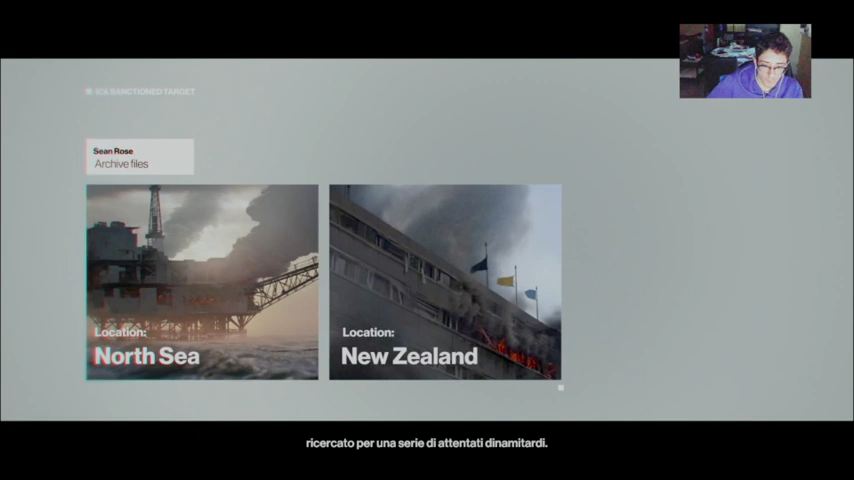 ICA SANCTIONED TARGET
Sean Rose
Archive files
Location:
North Sea
Location:
New Zealand
ricercato per una serie di attentati dinamitardi.